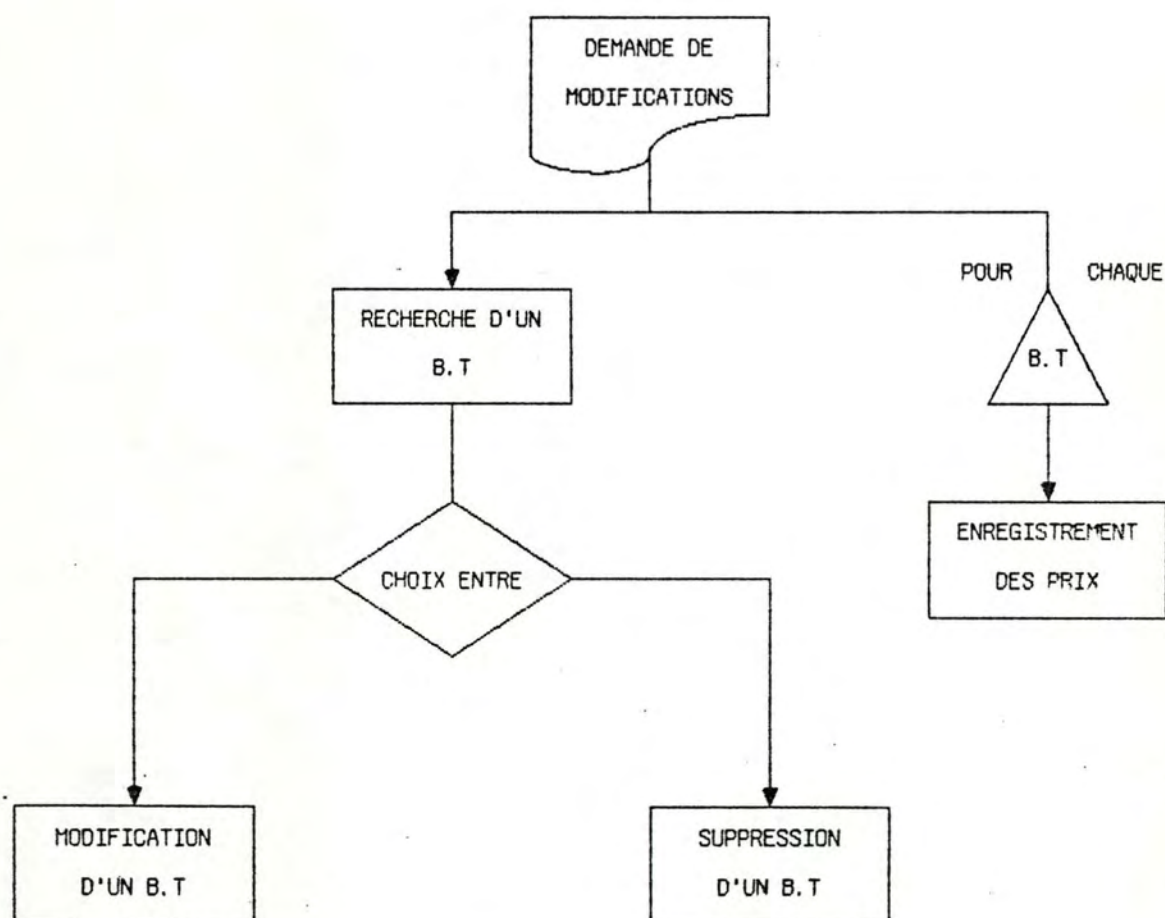 DEMANDE DE
MODIFICATIONS
POUR CHAQUE
RECHERCHE D'UN
B.T
B.T
ENREGISTREMENT
DES PRIX
CHOIX ENTRE
MODIFICATION
D'UN B.T
SUPPRESSION
D'UN B.T